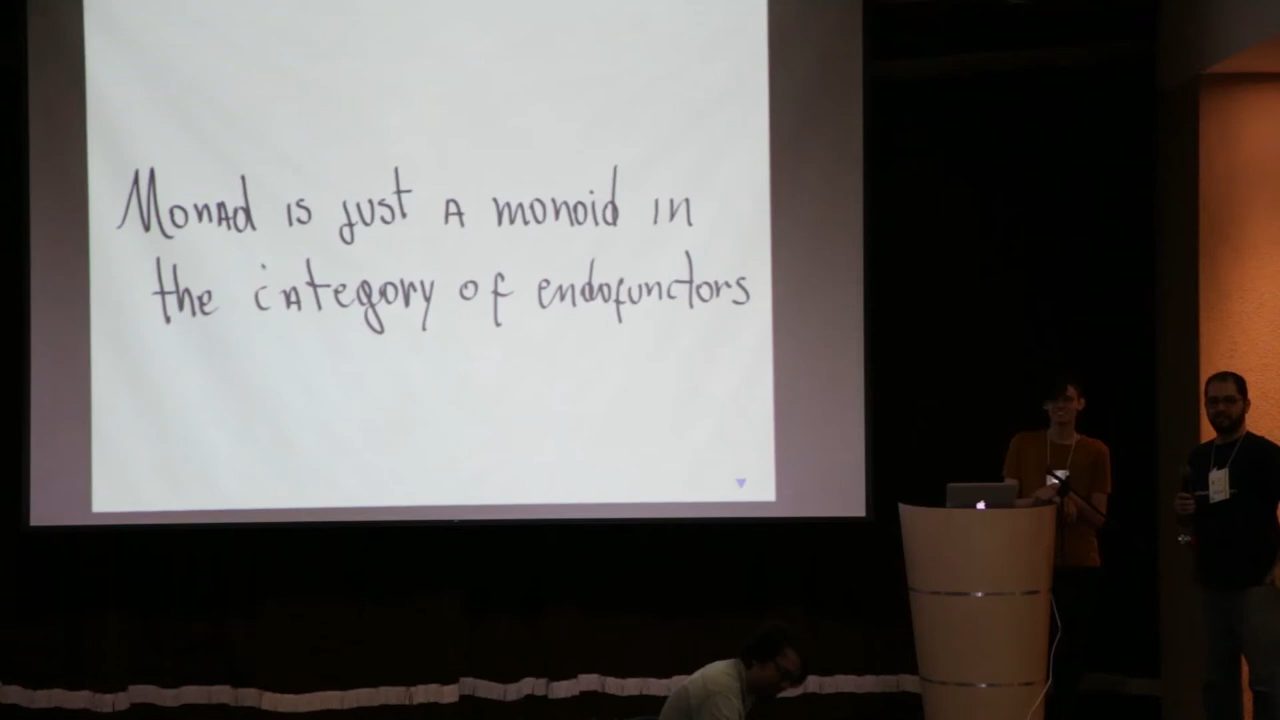 Monad is just a monoid in
the category of endofunctors